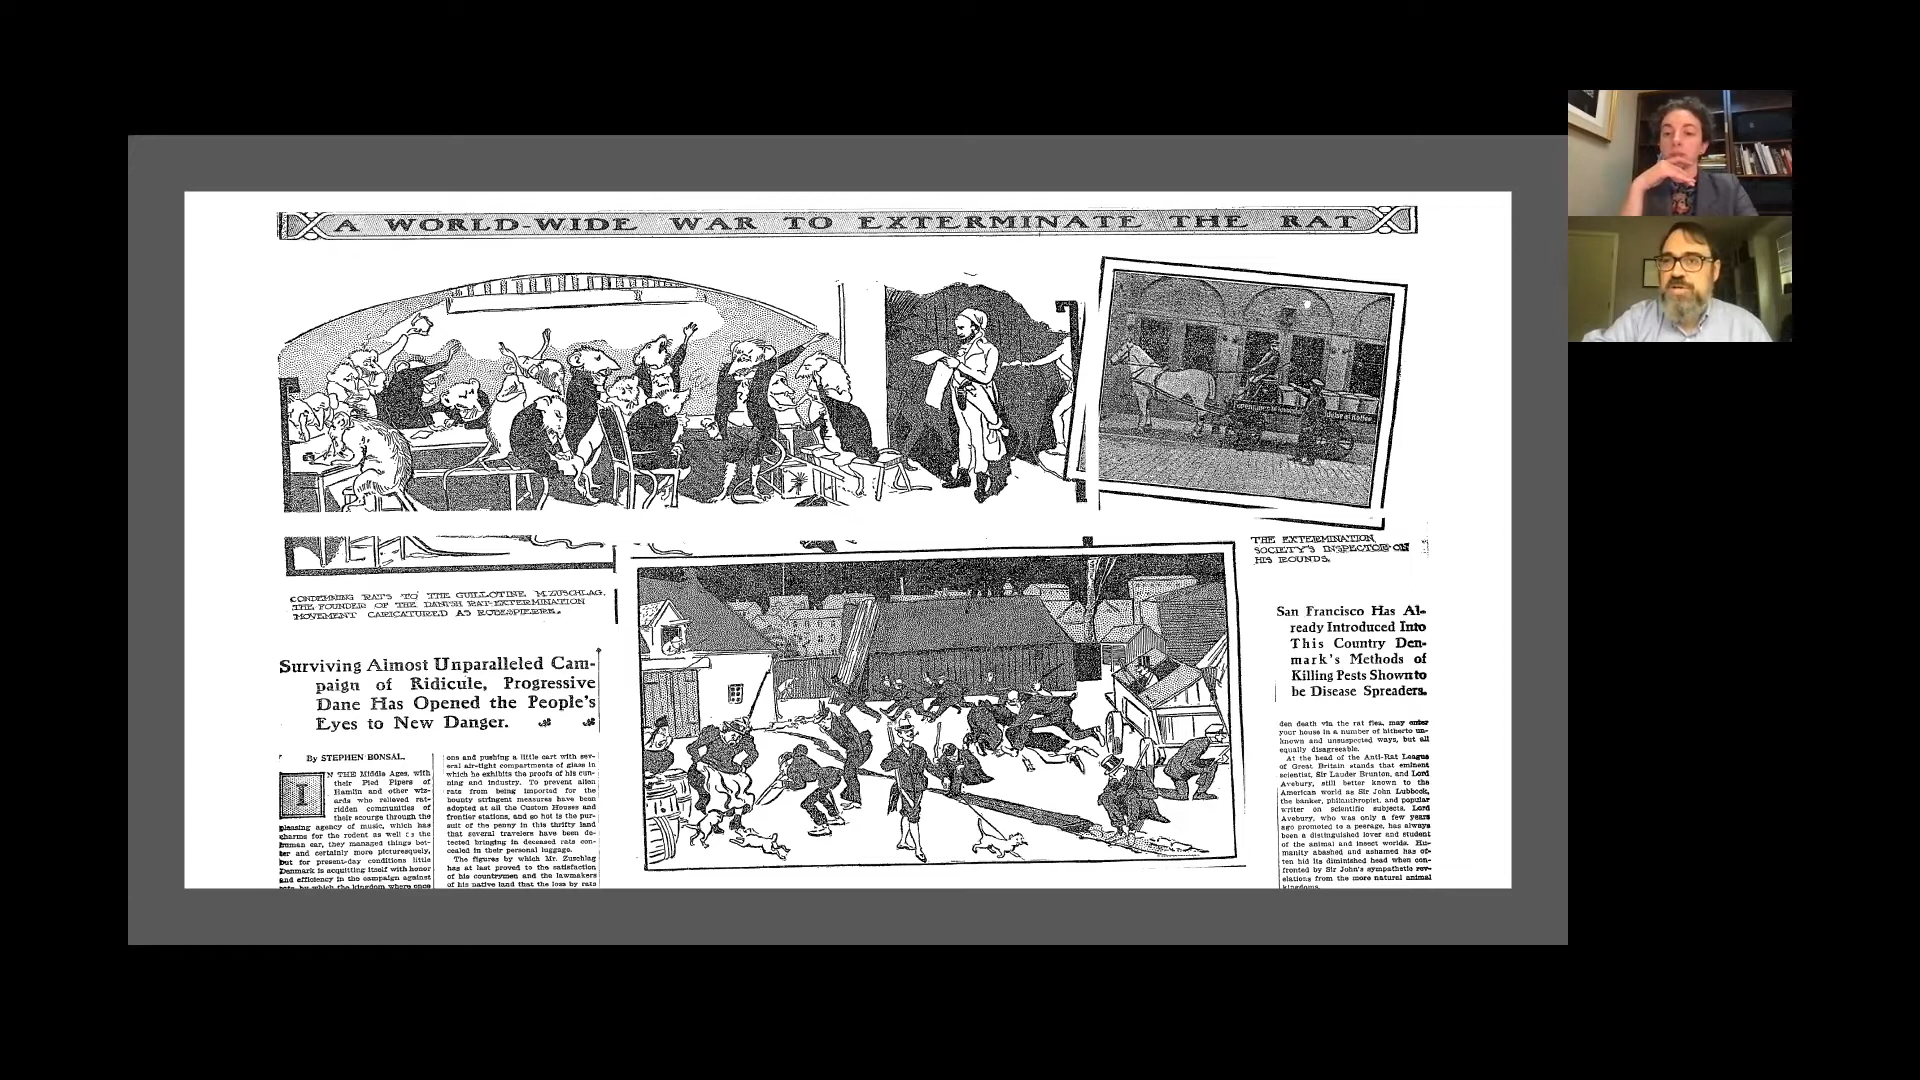 A WORLD-WIDE WAR TO EXTERMINATE THE RAT
THE EXTERMINATION
SOCIETY'S INSPECTOR ON
HIS ROUNDS.
CONDEMNING RATS TO THE GUILLOTINE. M. ZUSCHLAG,
THE FOUNDER OF THE DANISH RAT-EXTERMINATION
MOVEMENT CARICATURED AS ROBESPIERRE.
Surviving Almost Unparalleled Cam-
paign of Ridicule, Progressive
Dane Has Opened the People's
Eyes to New Danger.
By STEPHEN BONSAL.
IN THE Middle Ages, with
their Pied Pipers of
Hamlin and other wiz-
ards who relieved rat-
ridden communities of
their scourge through the
pleasing agency of music, which has
charms for the rodent as well as the
human ear, they managed things bet-
ter and certainly more picturesquely,
but for present-day conditions little
Denmark is acquitting itself with honor
and efficiency in the campaign against
rats, by which the kingdom where once
ons and pushing a little cart with sev-
eral air-tight compartments of glass in
which he exhibits the proofs of his cun-
ning and industry. To prevent alien
rats from being imported for the
bounty stringent measures have been
adopted at all the Custom Houses and
frontier stations, and so hot is the pur-
suit of the penny in this thrifty land
that several travelers have been de-
tected bringing in deceased rats con-
cealed in their personal luggage.
The figures by which Mr. Zuschlag
has at last proved to the satisfaction
of his countrymen and the lawmakers
of his native land that the loss by rats
San Francisco Has Al-
ready Introduced Into
This Country Den-
mark's Methods of
Killing Pests Shown to
be Disease Spreaders.
den death via the rat flea, may enter
your house in a number of hitherto un-
known and unsuspected ways, but all
equally disagreeable.
At the head of the Anti-Rat League
of Great Britain stands that eminent
scientist, Sir Lauder Brunton, and Lord
Avebury, still better known to the
American world as Sir John Lubbock,
the banker, philanthropist, and popular
writer on scientific subjects. Lord
Avebury, who was only a few years
ago promoted to a peerage, has always
been a distinguished lover and student
of the animal and insect worlds. Hu-
manity abashed and ashamed has of-
ten hid its diminished head when con-
fronted by Sir John's sympathetic rev-
elations from the more natural animal
kingdoms.